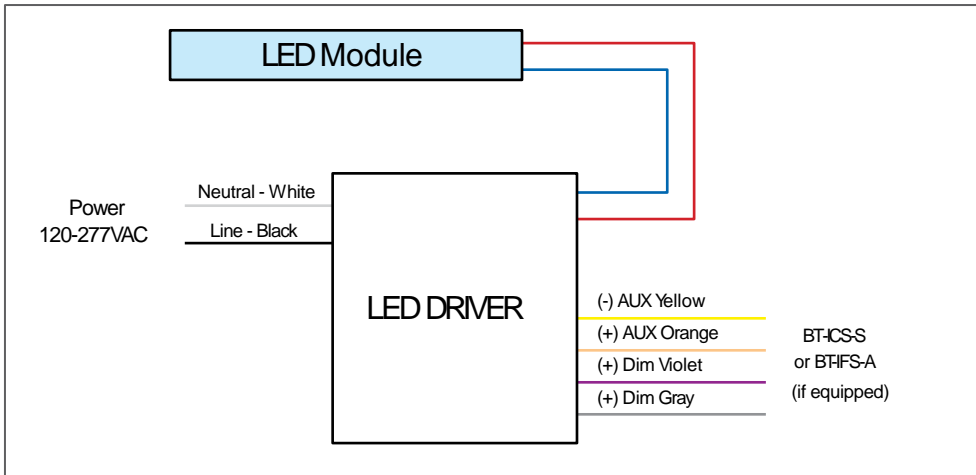 LED Module
Neutral - White
Power
120-277VAC
Line - Black
LED DRIVER
(-) AUX Yellow
(+) AUX Orange
(+) Dim Violet
(+) Dim Gray
BT-ICS-S
or BT-IFS-A
(if equipped)